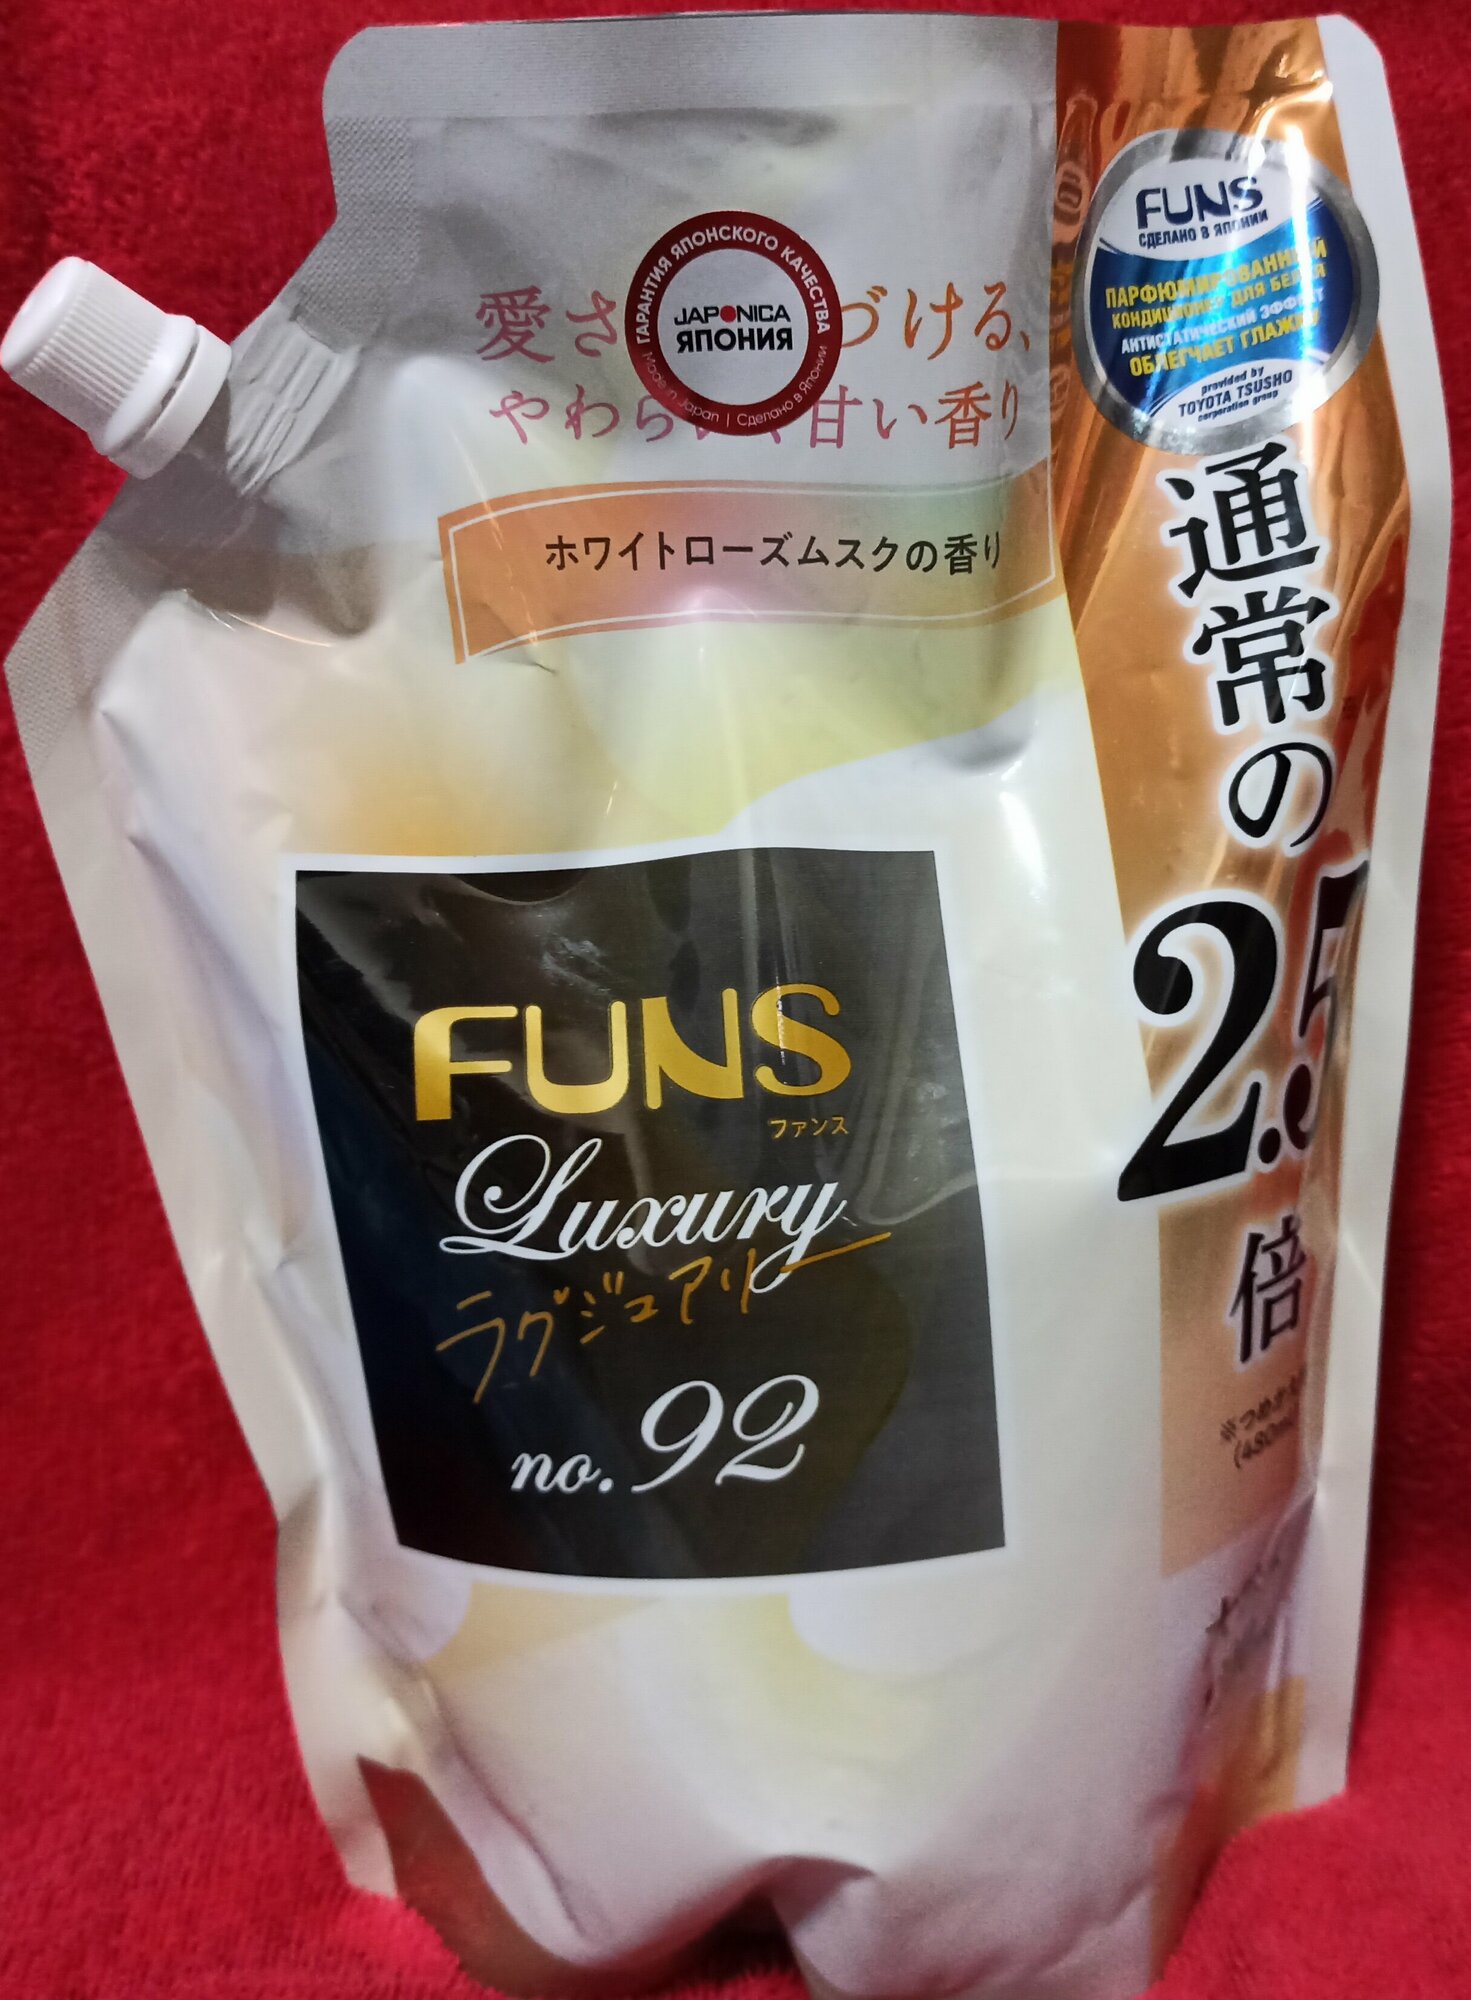 FUNS
СДЕЛАНО В ЯПОНИИ
ПАРФЮМИРОВАННЫЙ
КОНДИЦИОНЕР ДЛЯ БЕЛЬЯ
АНТИСТАТИЧЕСКИЙ ЭФФЕКТ
ОБЛЕГЧАЕТ ГЛАЖКУ
provided by
TOYOTA TSUSHO
corporation group
ГАРАНТИЯ ЯПОНСКОГО КАЧЕСТВА
JAPONICA
ЯПОНИЯ
Made in Japan | Сделано в Японии
愛さ づける、
やわら 甘い香り
ホワイトローズムスクの香り
通常の
2.5
倍
FUNS
ファンス
Luxury
ラグジュアリー
no.92